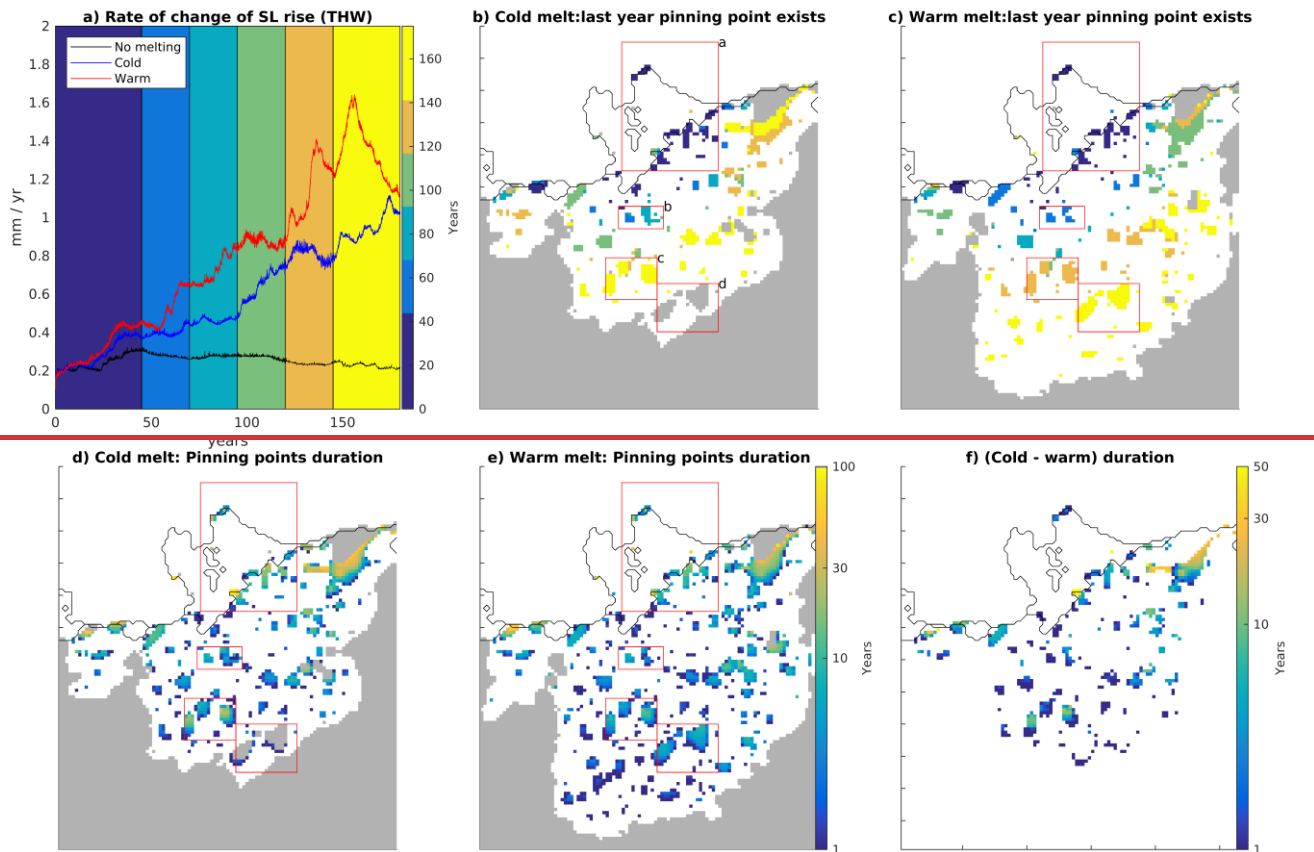 a) Rate of change of SL rise (THW)
2
1.8
1.6
1.4
1.2
1
0.8
0.6
0.4
0.2
0
mm / yr
No melting
Cold
Warm
0
50
100
150
years
160
140
120
100
80
60
40
20
0
Years
b) Cold melt:last year pinning point exists
a
b
c
d
c) Warm melt:last year pinning point exists
d) Cold melt: Pinning points duration
e) Warm melt: Pinning points duration
100
30
10
1
Years
f) (Cold - warm) duration
50
30
10
1
Years